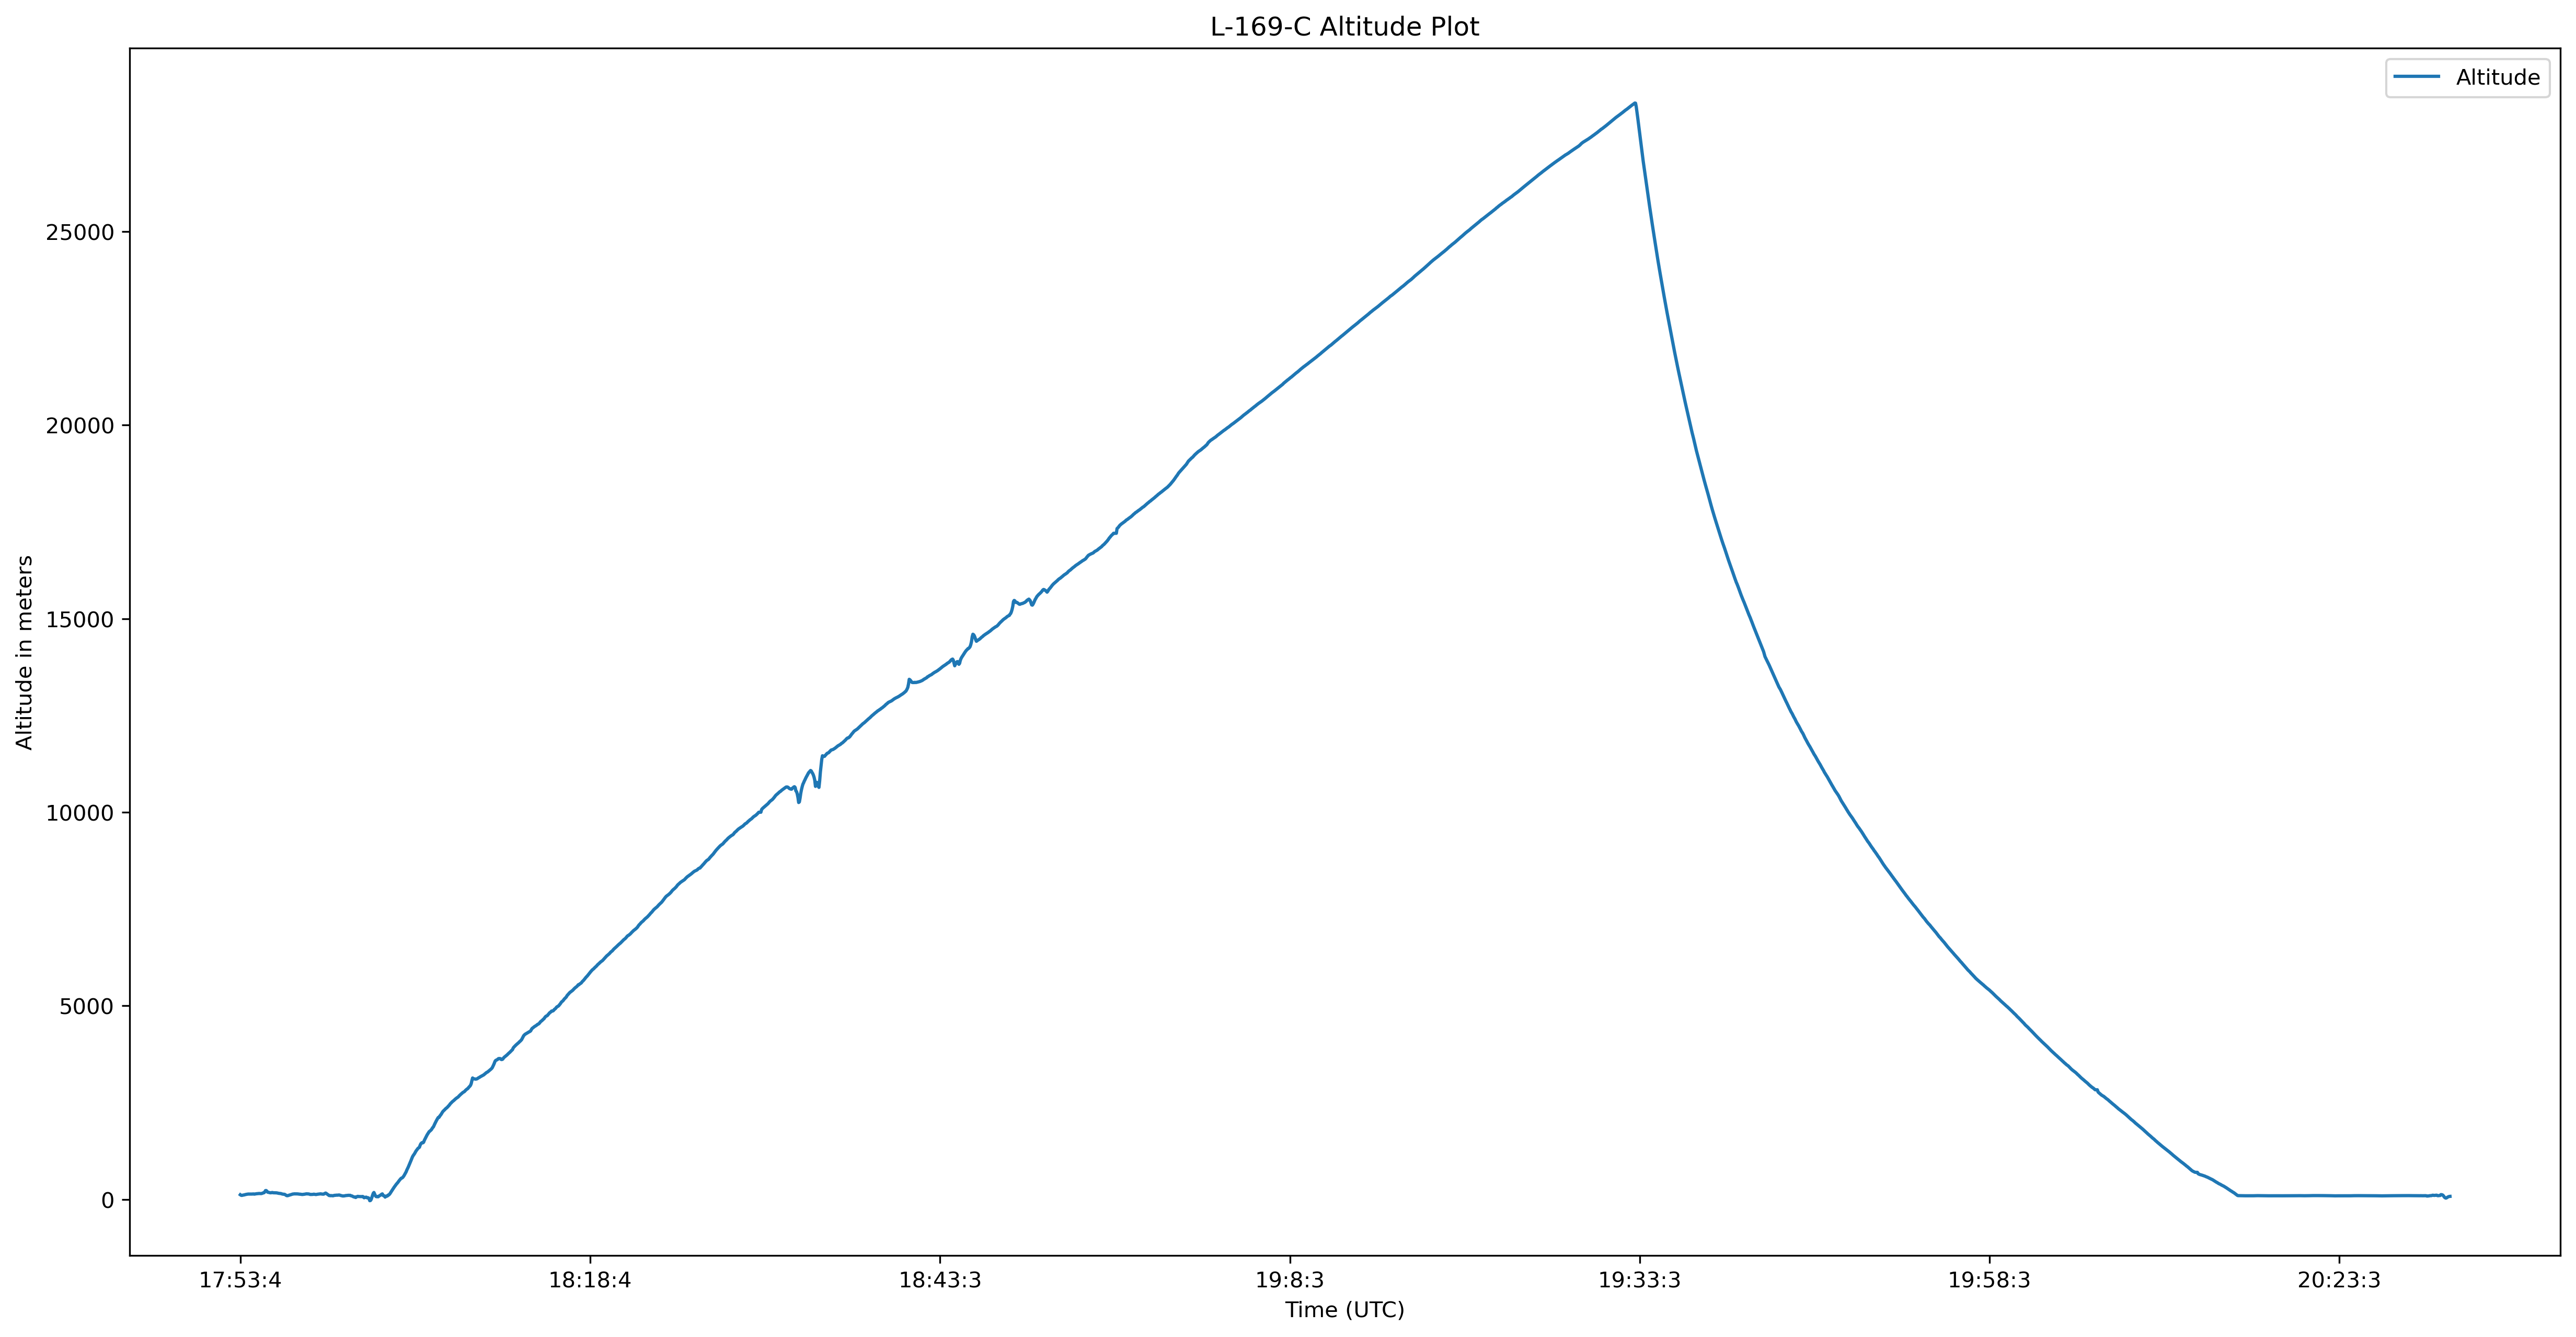 L-169-C Altitude Plot
Altitude
25000
20000
15000
10000
5000
0
Altitude in meters
17:53:4 18:18:4 18:43:3 19:8:3 19:33:3 19:58:3 20:23:3
Time (UTC)